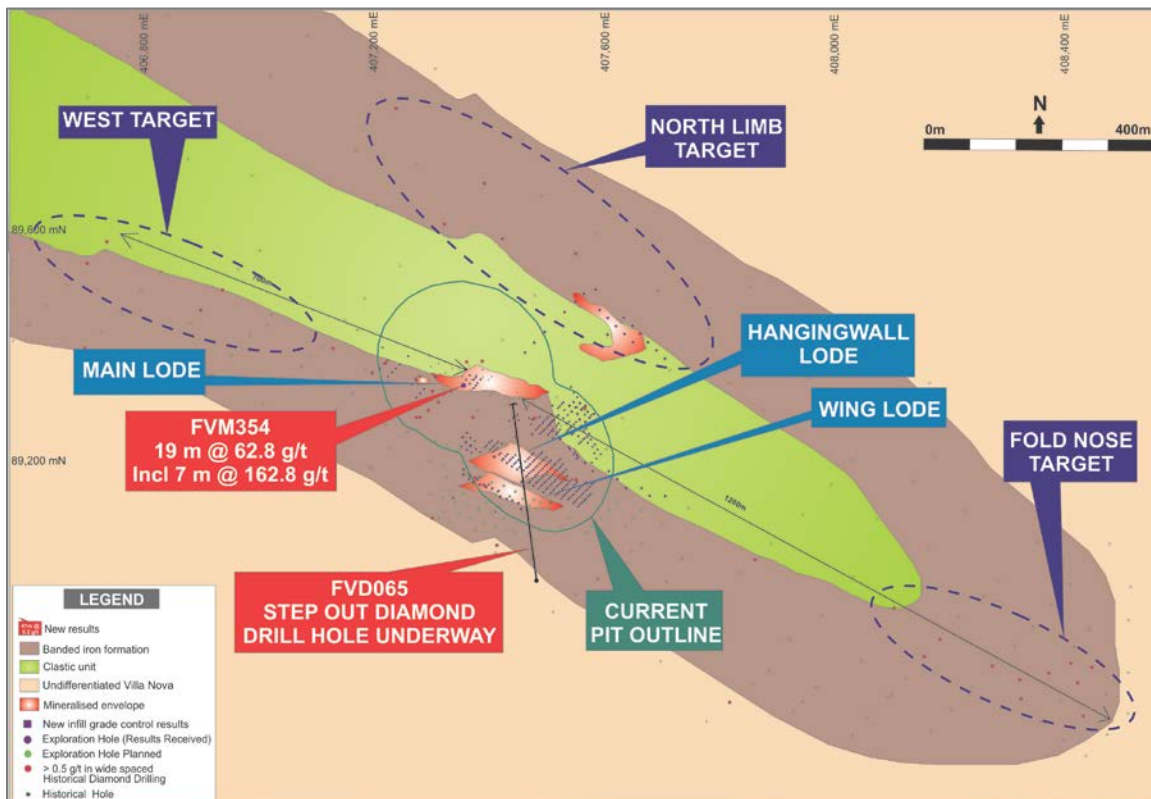 406,800 mE
407,200 mE
407,600 mE
408,000 mE
408,400 mE
WEST TARGET
NORTH LIMB
TARGET
N
0m
400m
89,600 mN
700m
MAIN LODE
HANGINGWALL
LODE
WING LODE
FVM354
19 m @ 62.8 g/t
Incl 7 m @ 162.8 g/t
89,200 mN
FOLD NOSE
TARGET
1200m
FVD065
STEP OUT DIAMOND
DRILL HOLE UNDERWAY
CURRENT
PIT OUTLINE
LEGEND
New results
Banded iron formation
Clastic unit
Undifferentiated Villa Nova
Mineralised envelope
New infill grade control results
Exploration Hole (Results Received)
Exploration Hole Planned
> 0.5 g/t in wide spaced
Historical Diamond Drilling
Historical Hole